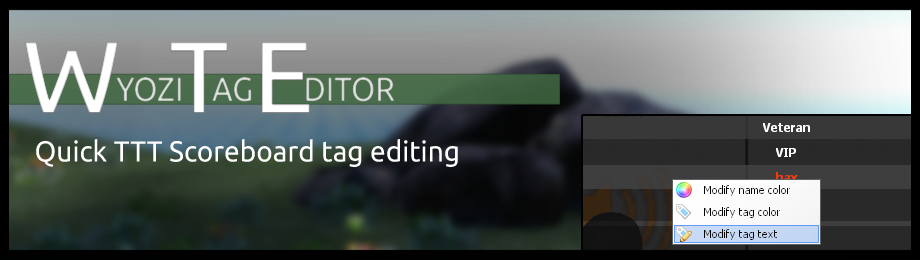 WYOZI TAG EDITOR
Quick TTT Scoreboard tag editing
Veteran
VIP
hax
Modify name color
Modify tag color
Modify tag text